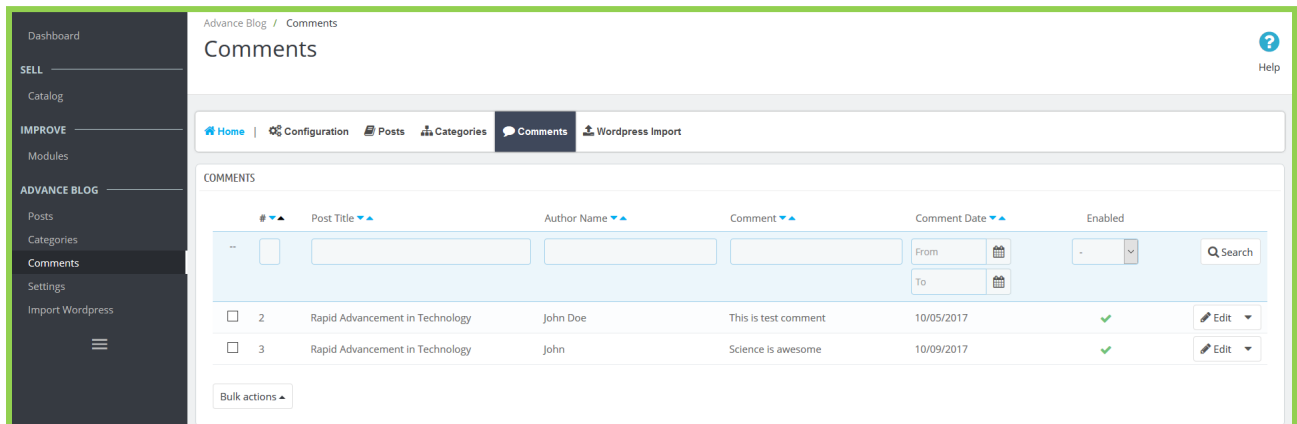 Dashboard
SELL
Catalog
IMPROVE
Modules
ADVANCE BLOG
Posts
Categories
Comments
Settings
Import Wordpress
Advance Blog / Comments
Comments
Help
Home | Configuration Posts Categories Comments Wordpress Import
COMMENTS
# Post Title Author Name Comment Comment Date Enabled
-- From - Search
To
2 Rapid Advancement in Technology John Doe This is test comment 10/05/2017 Edit
3 Rapid Advancement in Technology John Science is awesome 10/09/2017 Edit
Bulk actions